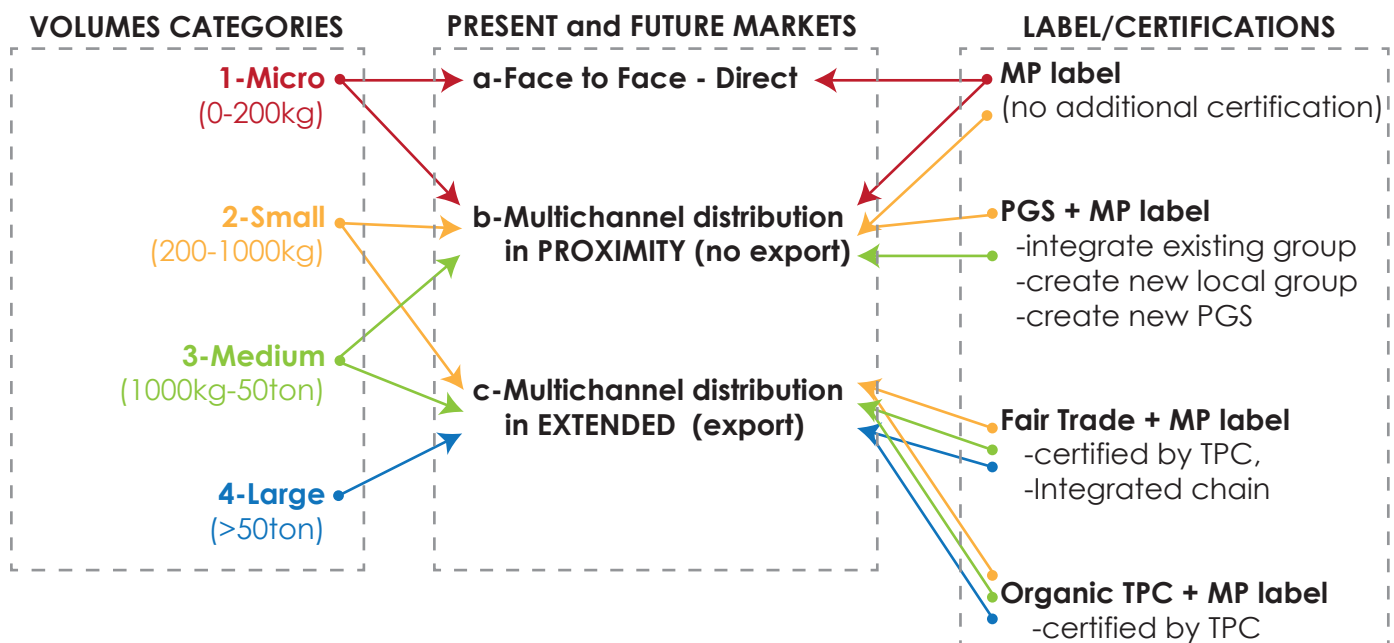 VOLUMES CATEGORIES
1-Micro
(0-200kg)
2-Small
(200-1000kg)
3-Medium
(1000kg-50ton)
4-Large
(>50ton)
PRESENT and FUTURE MARKETS
a-Face to Face - Direct
b-Multichannel distribution
in PROXIMITY (no export)
c-Multichannel distribution
in EXTENDED (export)
LABEL/CERTIFICATIONS
MP label
(no additional certification)
PGS + MP label
-integrate existing group
-create new local group
-create new PGS
Fair Trade + MP label
-certified by TPC,
-Integrated chain
Organic TPC + MP label
-certified by TPC